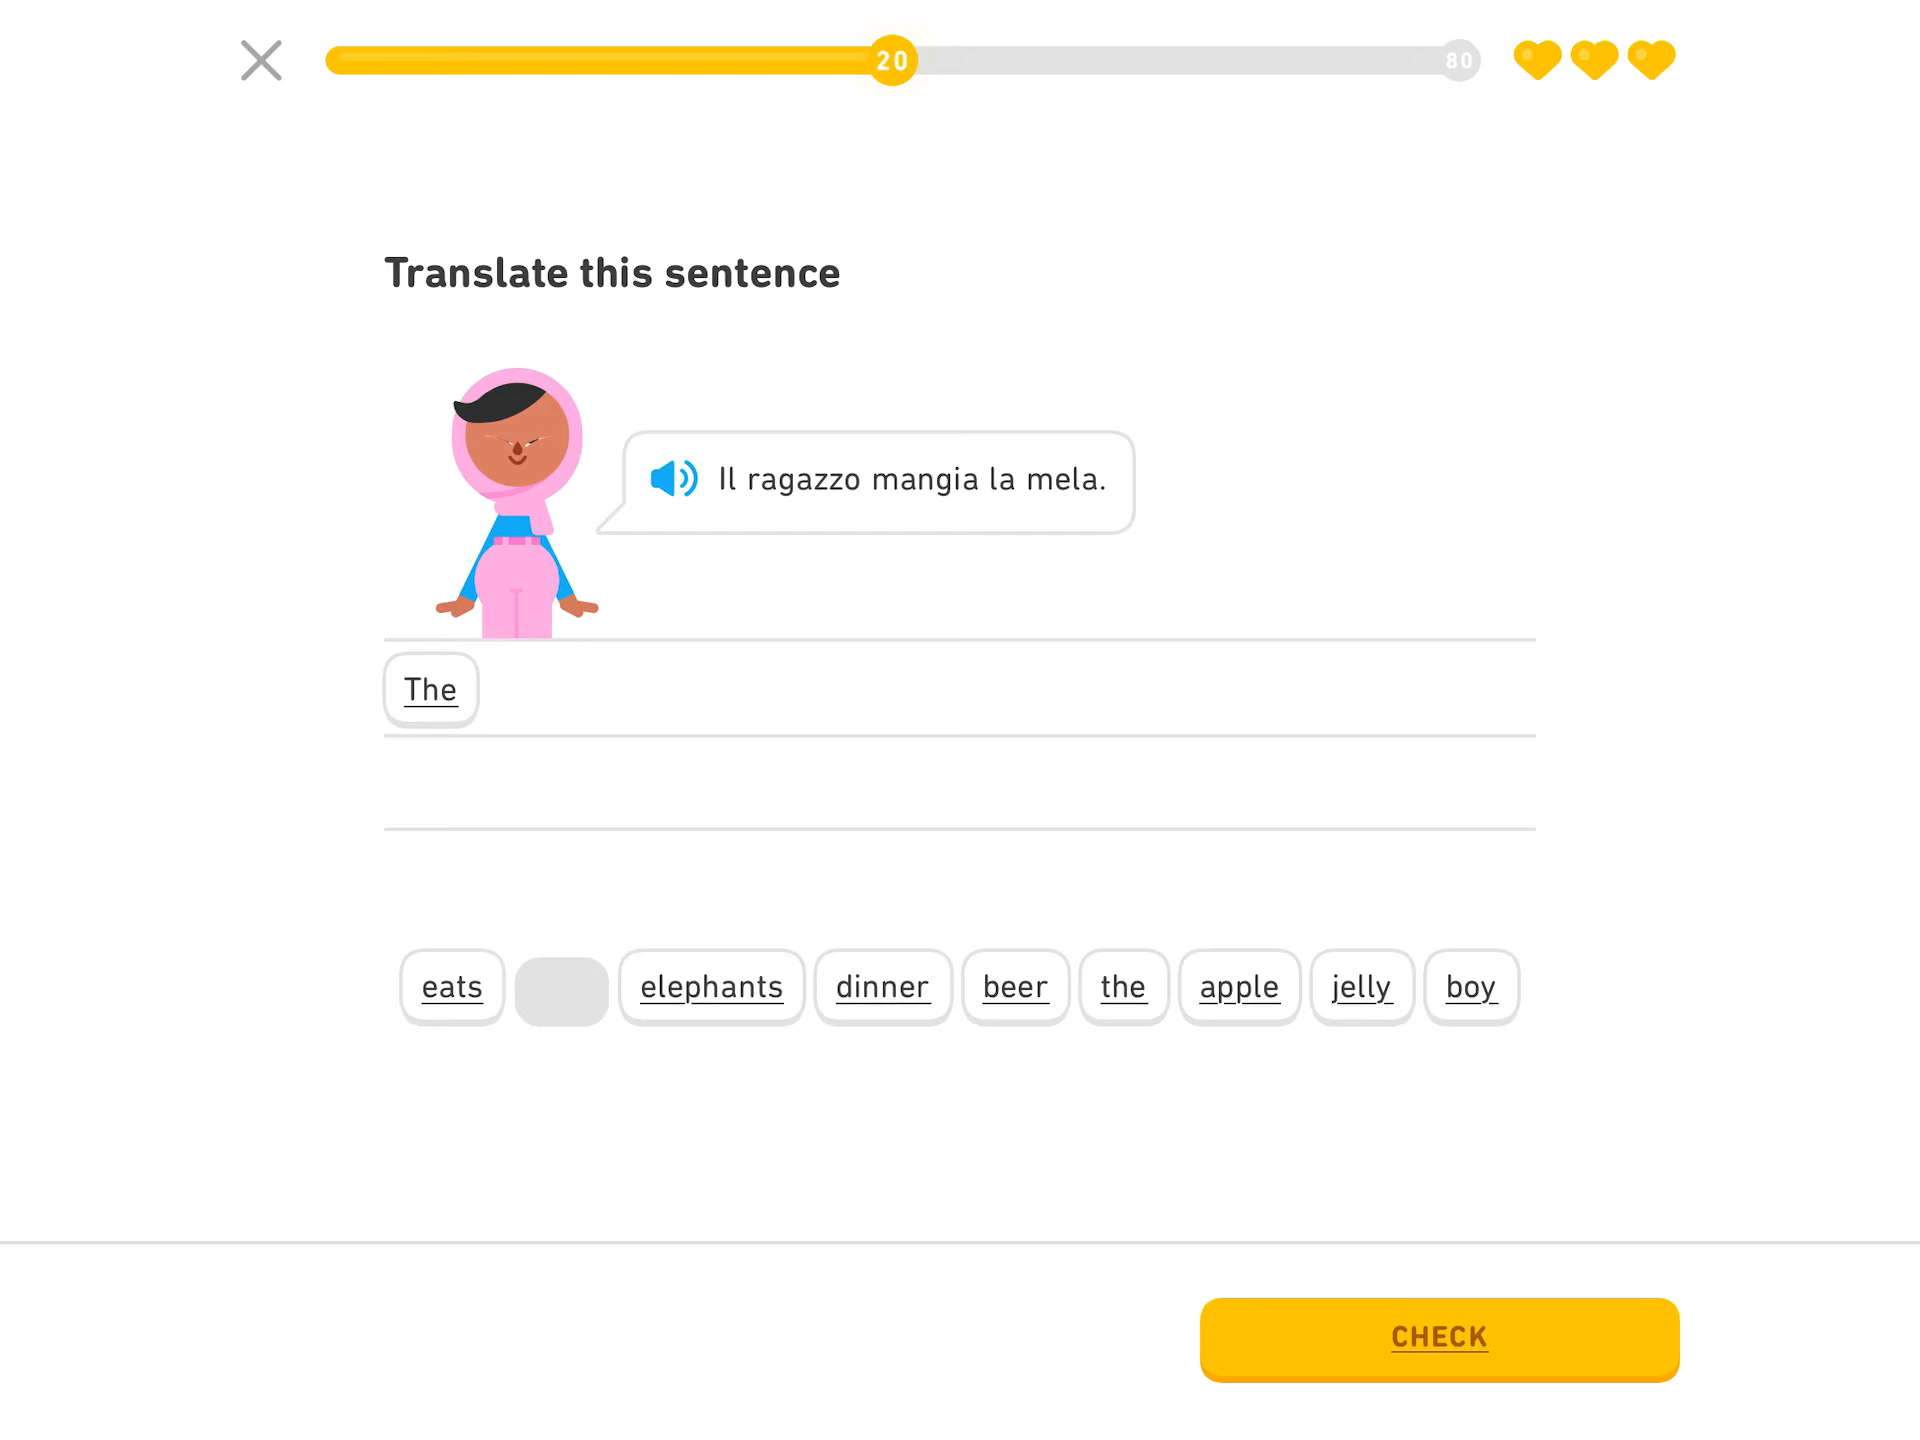 20 80
Translate this sentence
Il ragazzo mangia la mela.
The
eats elephants dinner beer the apple jelly boy
CHECK